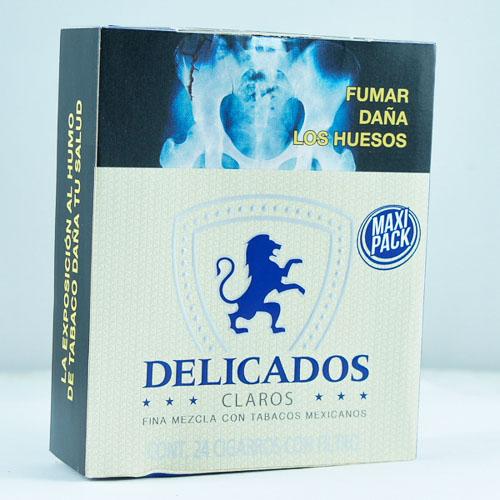 FUMAR
DAÑA
LOS HUESOS
MAXI
PACK
DELICADOS
CLAROS
FINA MEZCLA CON TABACOS MEXICANOS
CONT. 24 CIGARROS CON FILTRO
LA EXPOSICIÓN AL HUMO
DE TABACO DAÑA TU SALUD